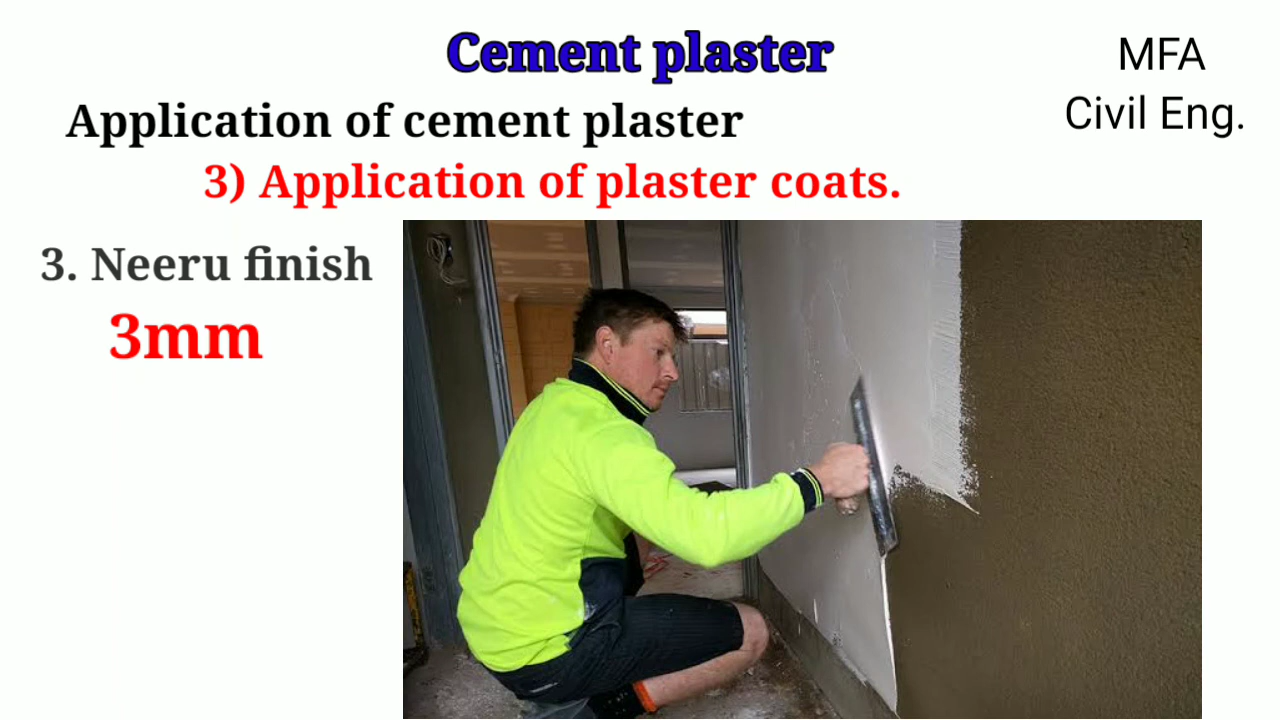 Cement plaster
MFA
Civil Eng.
Application of cement plaster
3) Application of plaster coats.
3. Neeru finish
3mm